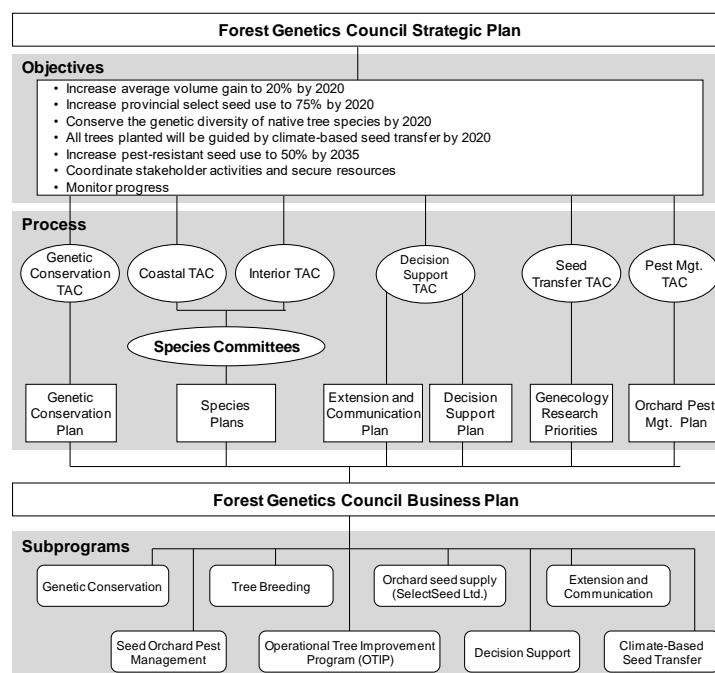 Forest Genetics Council Strategic Plan
Objectives
• Increase average volume gain to 20% by 2020
• Increase provincial select seed use to 75% by 2020
• Conserve the genetic diversity of native tree species by 2020
• All trees planted will be guided by climate-based seed transfer by 2020
• Increase pest-resistant seed use to 50% by 2035
• Coordinate stakeholder activities and secure resources
• Monitor progress
Process
Genetic
Conservation
TAC
Coastal TAC
Interior TAC
Decision
Support
TAC
Seed
Transfer TAC
Pest Mgt.
TAC
Species Committees
Genetic
Conservation
Plan
Species
Plans
Extension and
Communication
Plan
Decision
Support
Plan
Genecology
Research
Priorities
Orchard Pest
Mgt. Plan
Forest Genetics Council Business Plan
Subprograms
Genetic Conservation
Tree Breeding
Orchard seed supply
(SelectSeed Ltd.)
Extension and
Communication
Seed Orchard Pest
Management
Operational Tree Improvement
Program (OTIP)
Decision Support
Climate-Based
Seed Transfer